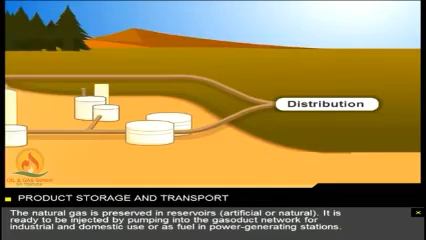 Distribution
OIL & GAS
PRODUCT STORAGE AND TRANSPORT
The natural gas is preserved in reservoirs (artificial or natural). It is
ready to be injected by pumping into the gasoduct network for
industrial and domestic use or as fuel in power-generating stations.